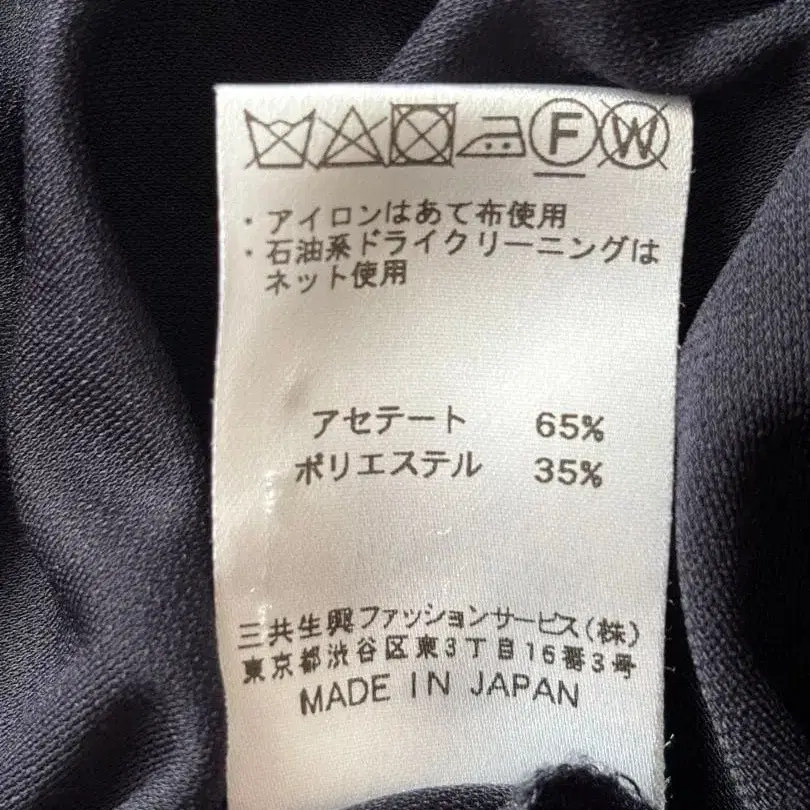 F W
・アイロンはあて布使用
・石油系ドライクリーニングは
ネット使用
アセテート 65%
ポリエステル 35%
三共生興ファッションサービス(株)
東京都渋谷区東3丁目16番3号
MADE IN JAPAN